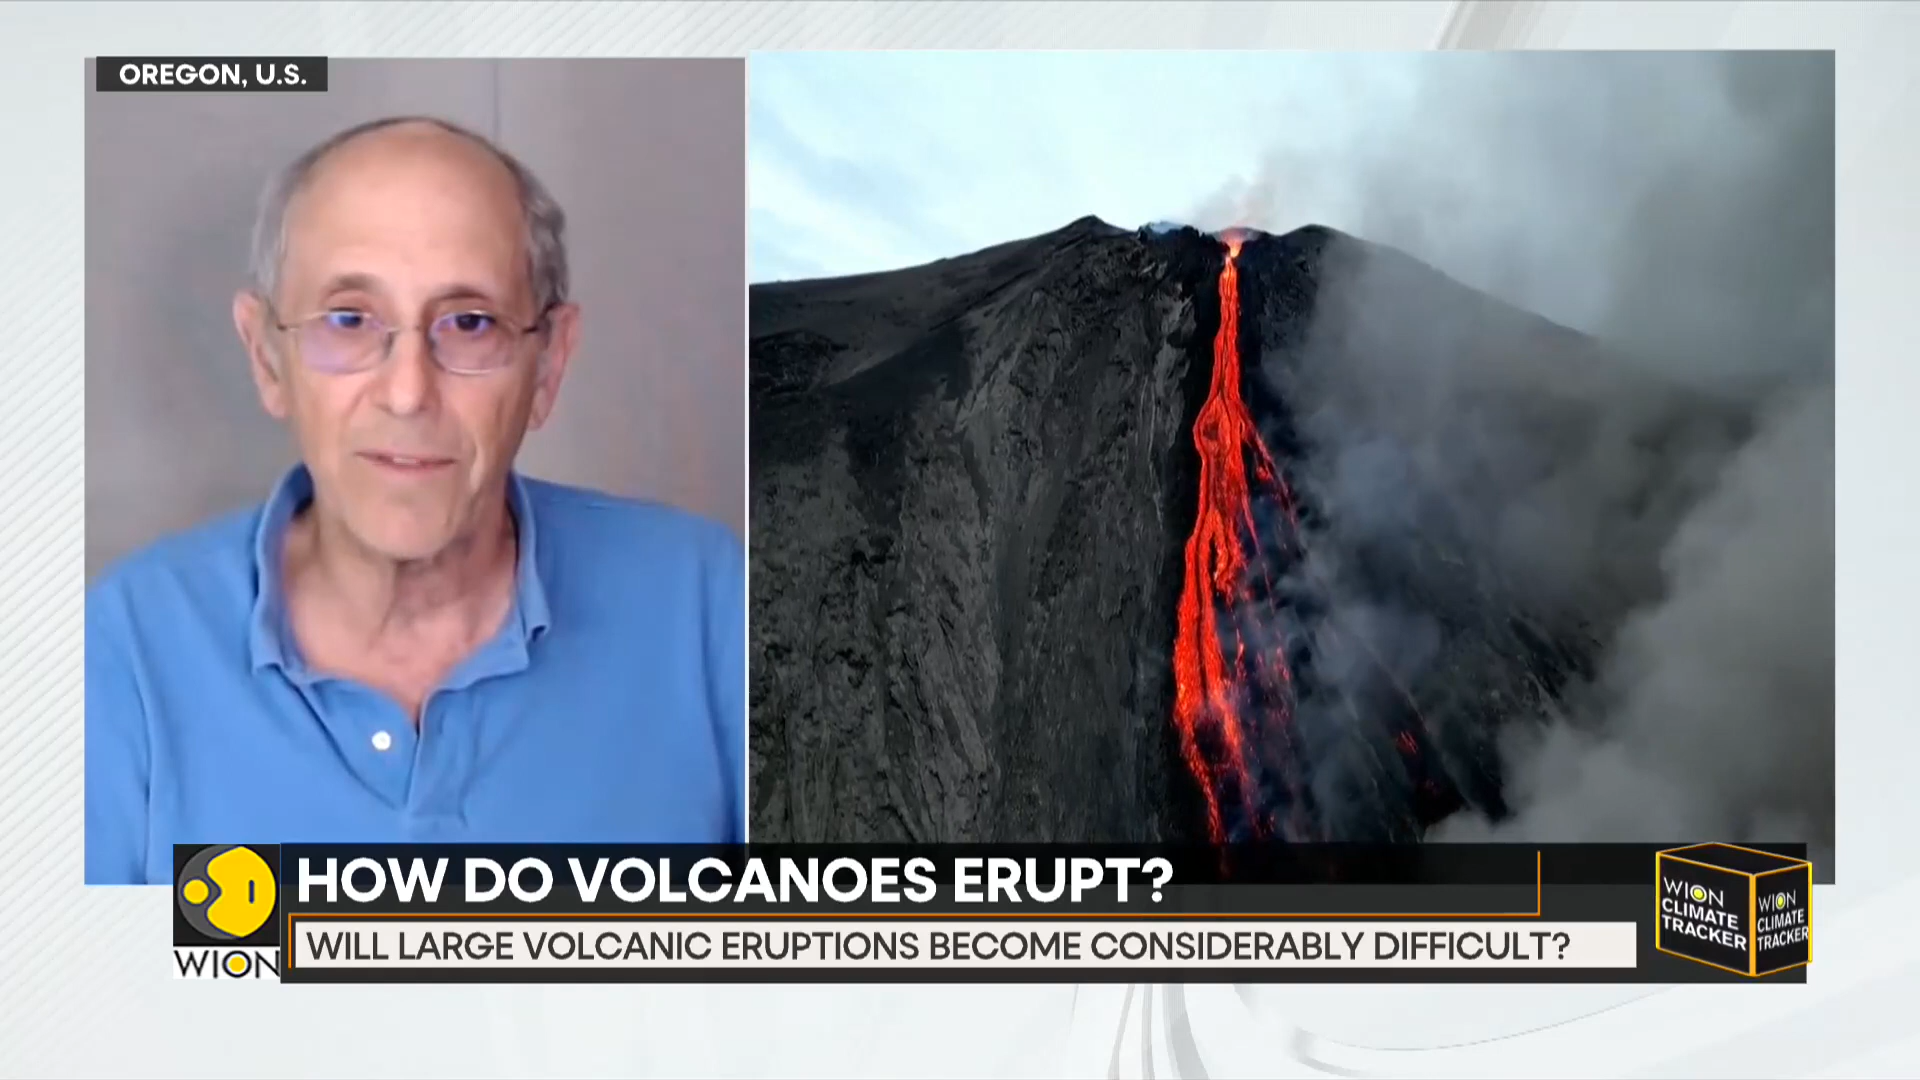 OREGON, U.S.
HOW DO VOLCANOES ERUPT?
WILL LARGE VOLCANIC ERUPTIONS BECOME CONSIDERABLY DIFFICULT?
WION
WION
CLIMATE
TRACKER
WION
CLIMATE
TRACKER